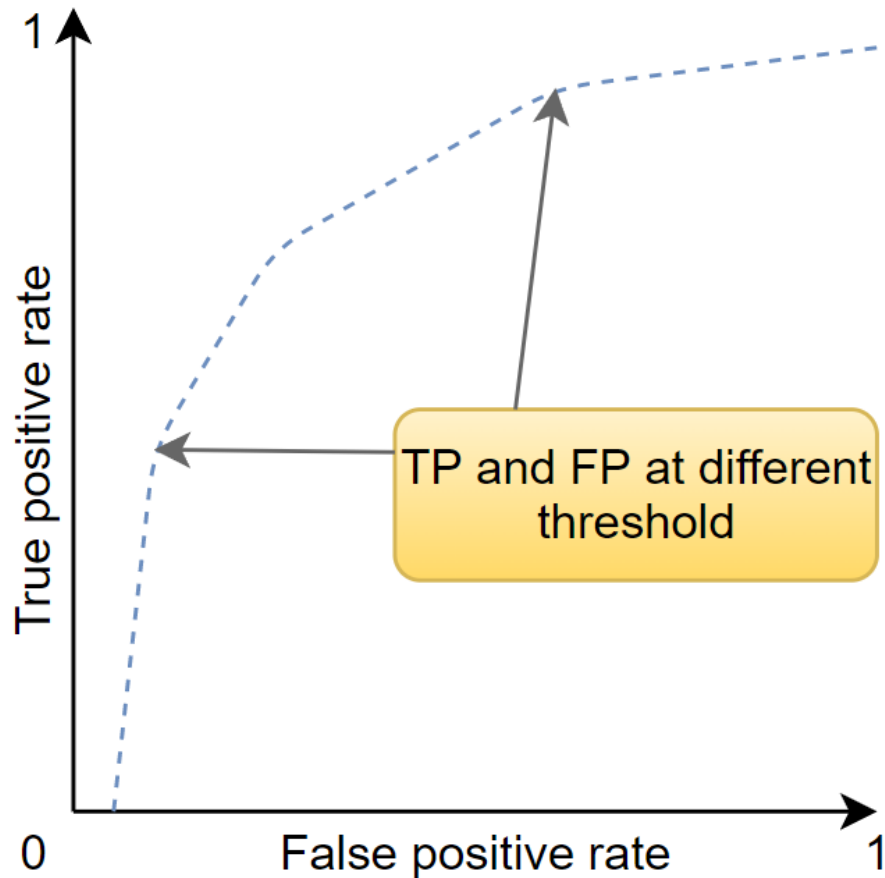 1
True positive rate
TP and FP at different
threshold
0
False positive rate
1